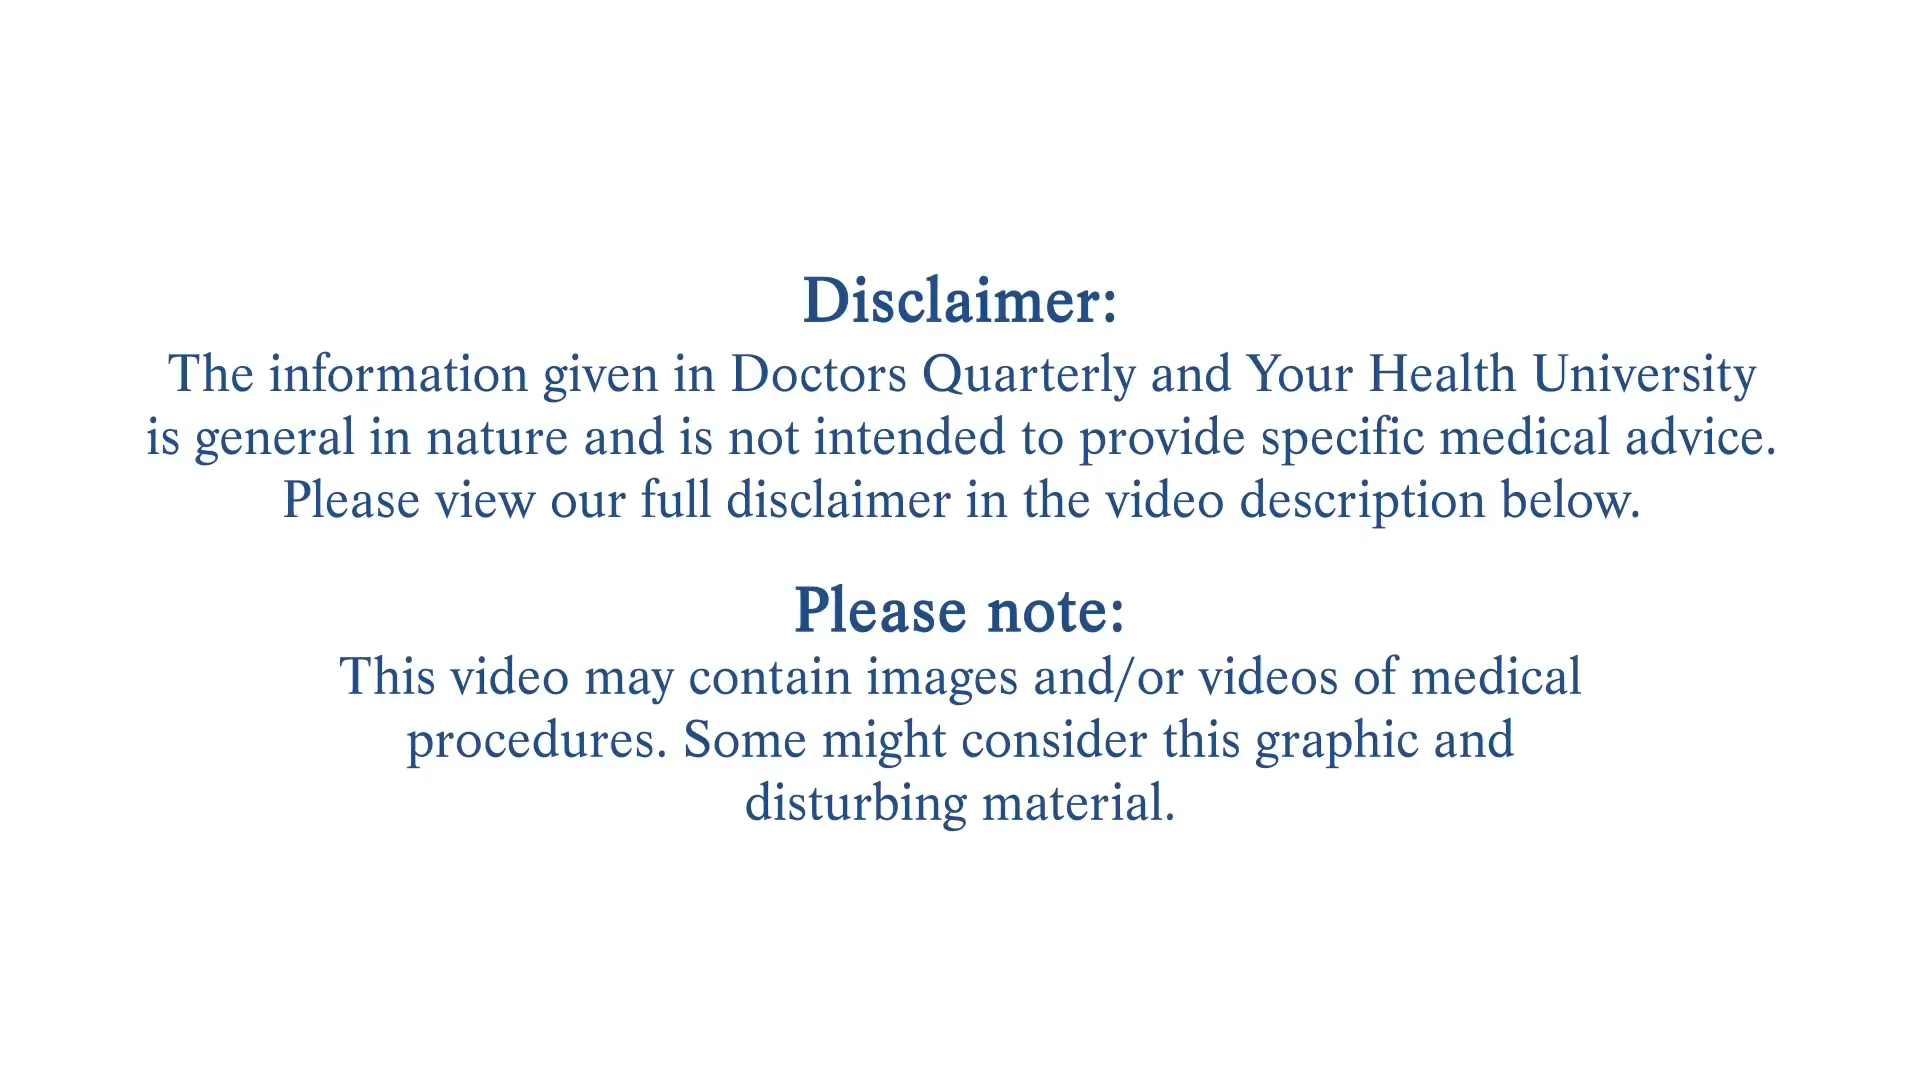 Disclaimer:
The information given in Doctors Quarterly and Your Health University
is general in nature and is not intended to provide specific medical advice.
Please view our full disclaimer in the video description below.
Please note:
This video may contain images and/or videos of medical
procedures. Some might consider this graphic and
disturbing material.